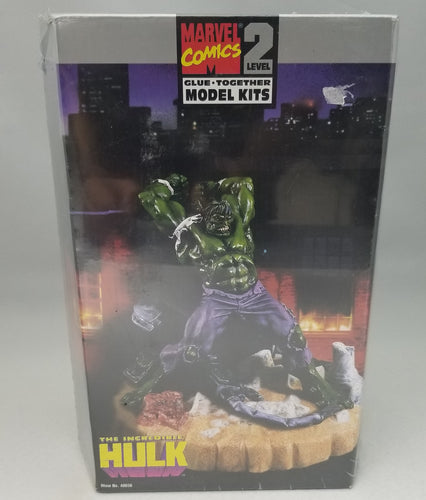 MARVEL
COMICS
M
2
LEVEL
GLUE•TOGETHER
MODEL KITS
THE INCREDIBLE
HULK